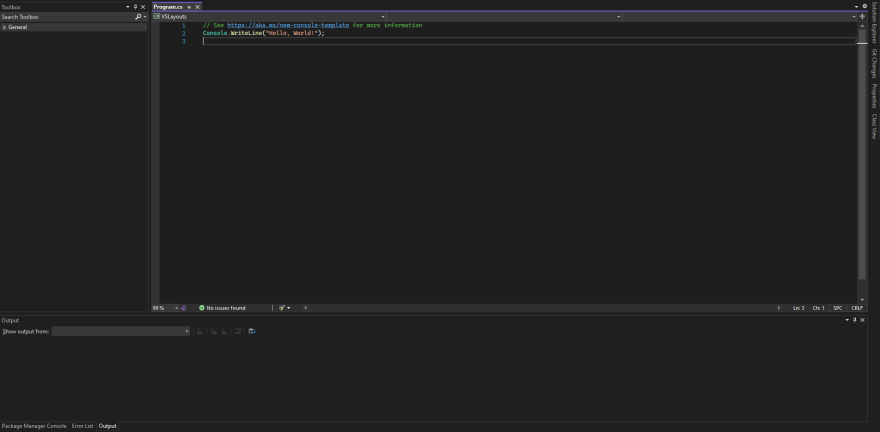 Toolbox
Search Toolbox
General
Program.cs
VSLayouts
1 // See https://aka.ms/new-console-template for more information
2 Console.WriteLine("Hello, World!");
3
99 %
No issues found
Ln: 3 Ch: 1 SPC CRLF
Output
Show output from:
Package Manager Console Error List Output
Solution Explorer
Git Changes
Properties
Class View